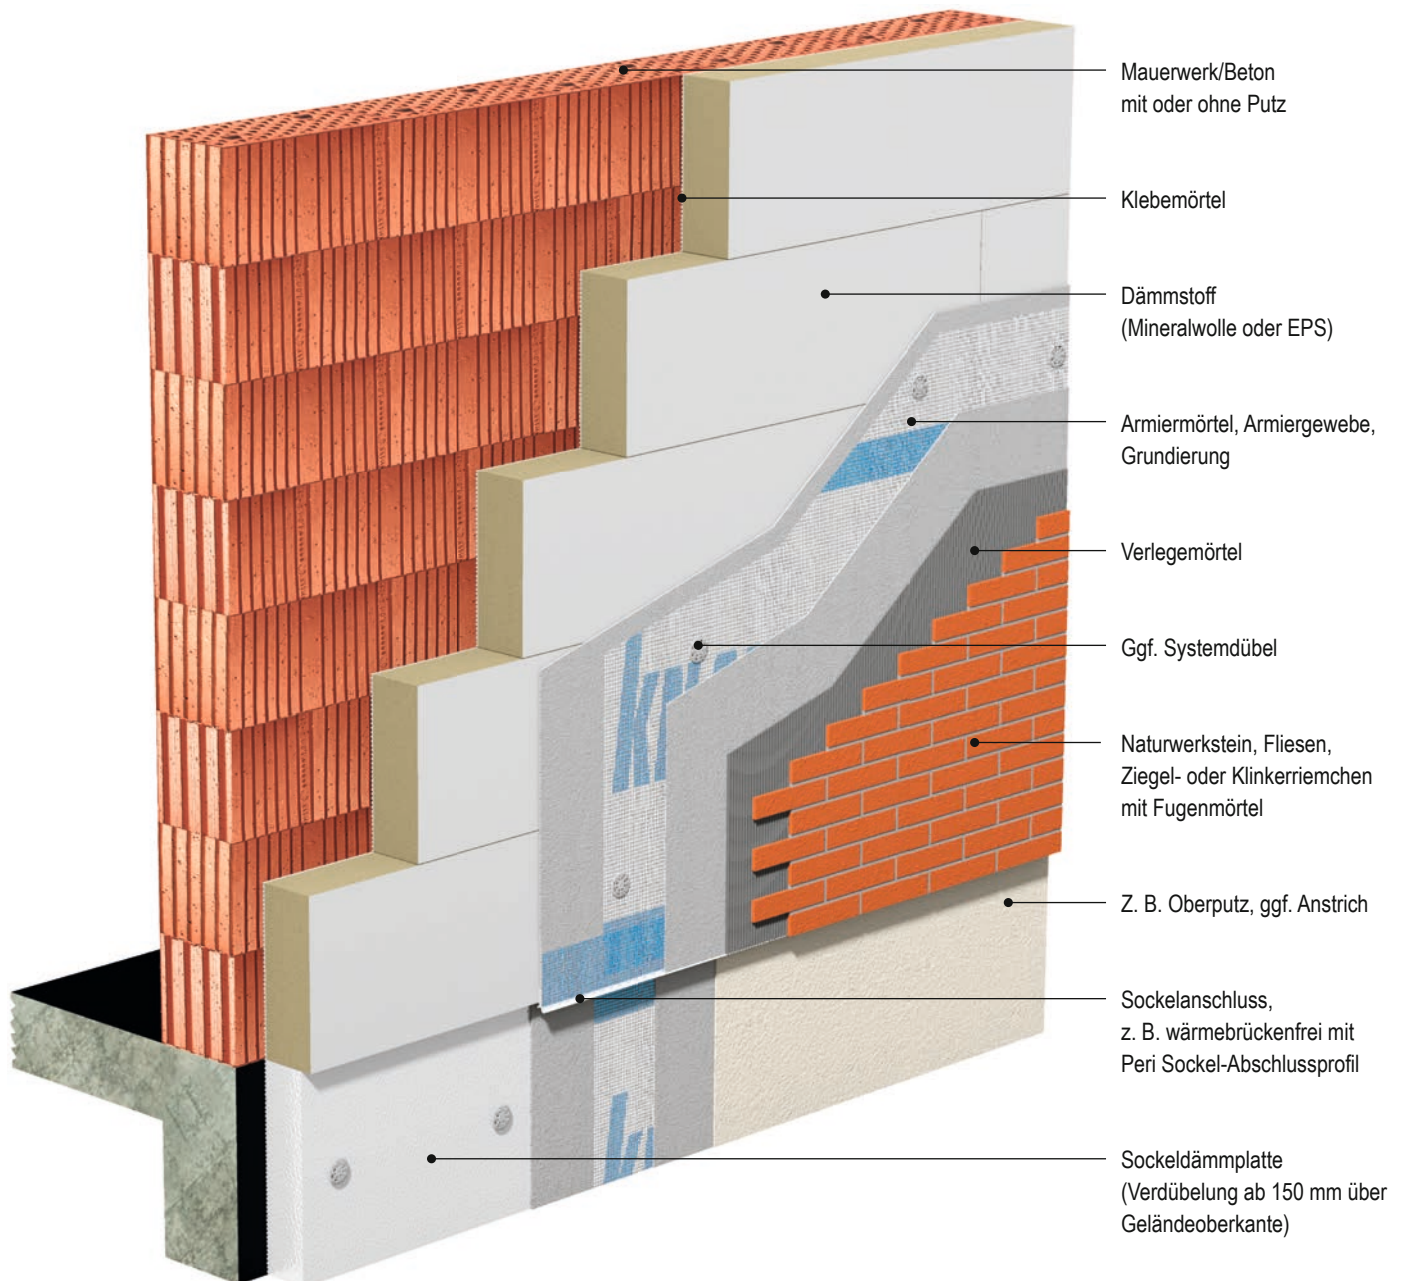 Mauerwerk/Beton
mit oder ohne Putz
Klebemörtel
Dämmstoff
(Mineralwolle oder EPS)
Armiermörtel, Armiergewebe,
Grundierung
Verlegemörtel
Ggf. Systemdübel
Naturwerkstein, Fliesen,
Ziegel- oder Klinkerriemchen
mit Fugenmörtel
Z. B. Oberputz, ggf. Anstrich
Sockelanschluss,
z. B. wärmebrückenfrei mit
Peri Sockel-Abschlussprofil
Sockeldämmplatte
(Verdübelung ab 150 mm über
Geländeoberkante)